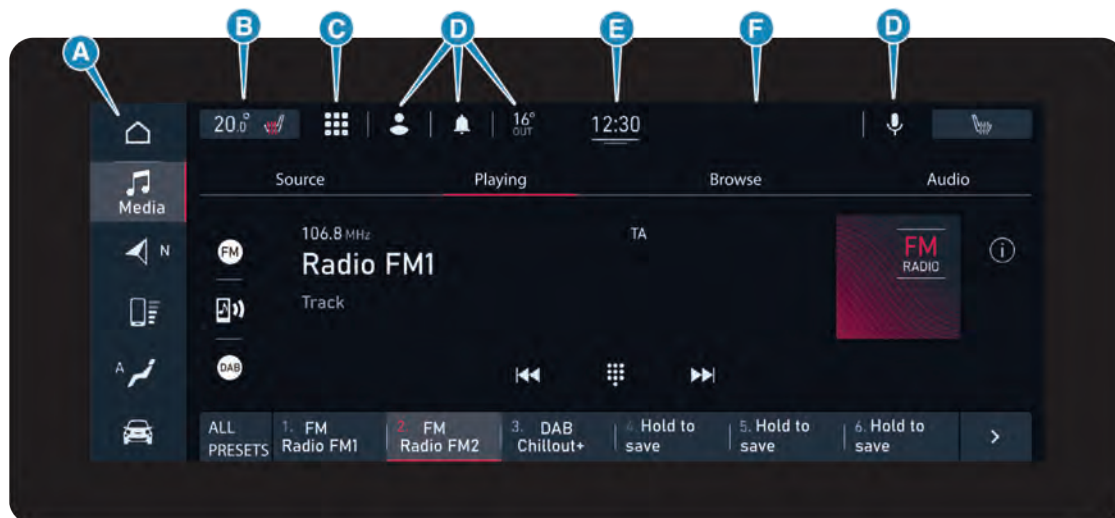 A
B
C
D
E
F
D
20.0°
16°
OUT
12:30
Media
Source
Playing
Browse
Audio
N
FM
106.8 MHz
TA
Radio FM1
Track
FM
RADIO
i
A
DAB
ALL
PRESETS
1. FM
Radio FM1
2. FM
Radio FM2
3. DAB
Chillout+
4. Hold to
save
5. Hold to
save
6. Hold to
save